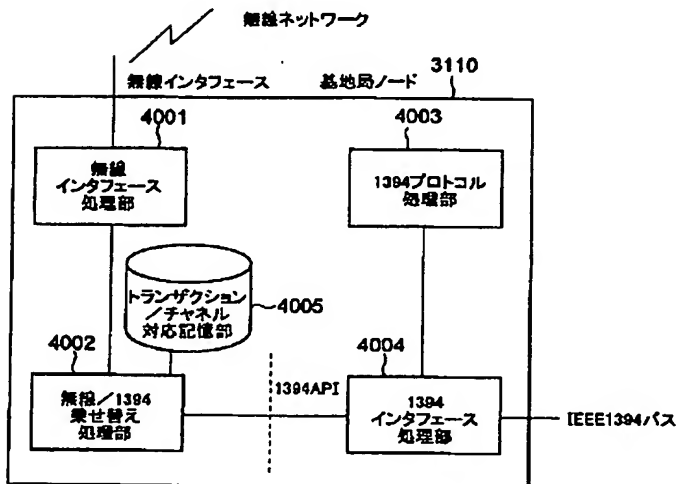 無線ネットワーク
無線インタフェース
基地局ノード
3110
4001
4003
無線
インタフェース
処理部
1394プロトコル
処理部
トランザクション
／チャネル
対応記憶部
4005
4002
4004
無線／1394
乗せ替え
処理部
1394API
1394
インタフェース
処理部
IEEE1394バス